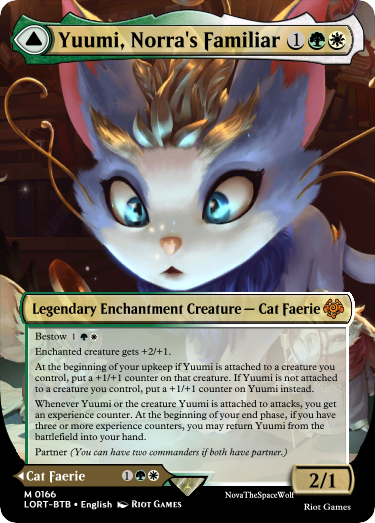 Yuumi, Norra's Familiar 1
Legendary Enchantment Creature — Cat Faerie
Bestow 1
Enchanted creature gets +2/+1.
At the beginning of your upkeep if Yuumi is attached to a creature you
control, put a +1/+1 counter on that creature. If Yuumi is not attached
to a creature you control, put a +1/+1 counter on Yuumi instead.
Whenever Yuumi or the creature Yuumi is attached to attacks, you get
an experience counter. At the beginning of your end phase, if you have
three or more experience counters, you may return Yuumi from the
battlefield into your hand.
Partner (You can have two commanders if both have partner.)
Cat Faerie 1
2/1
M 0166
LORT-BTB • English RIOT GAMES
NovaTheSpaceWolf
Riot Games